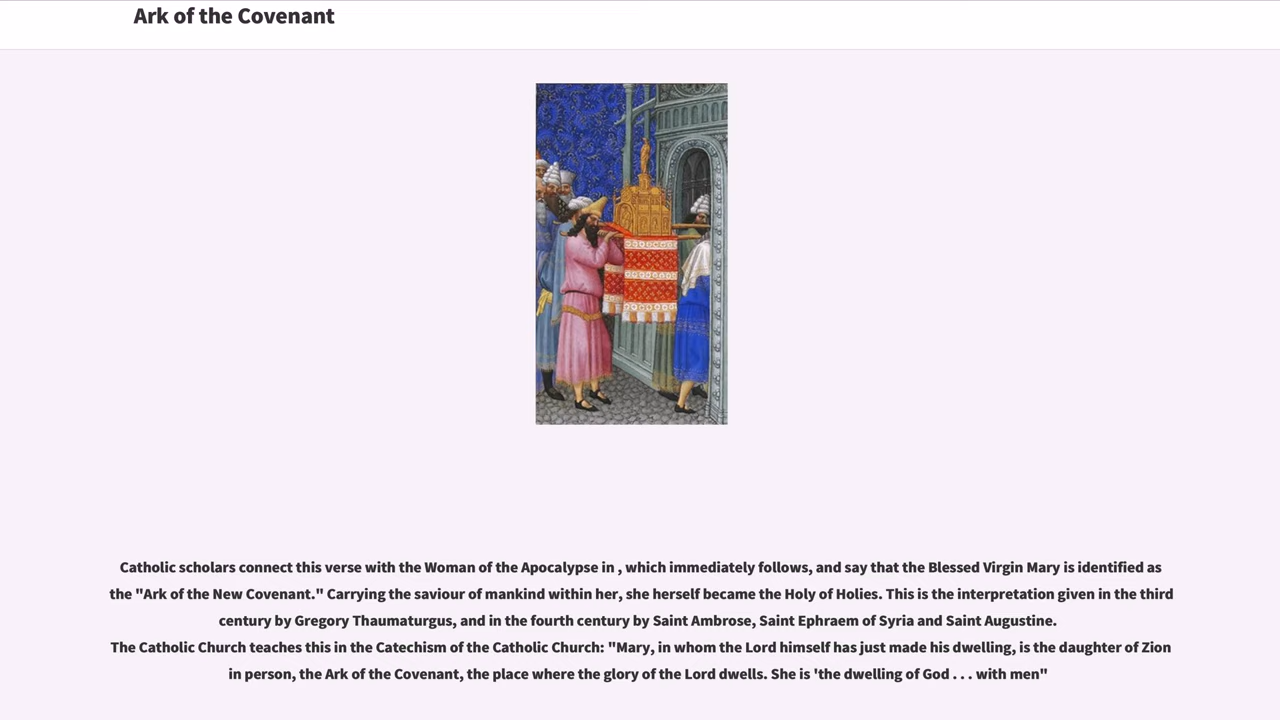 Ark of the Covenant
Catholic scholars connect this verse with the Woman of the Apocalypse in , which immediately follows, and say that the Blessed Virgin Mary is identified as
the "Ark of the New Covenant." Carrying the saviour of mankind within her, she herself became the Holy of Holies. This is the interpretation given in the third
century by Gregory Thaumaturgus, and in the fourth century by Saint Ambrose, Saint Ephraem of Syria and Saint Augustine.
The Catholic Church teaches this in the Catechism of the Catholic Church: "Mary, in whom the Lord himself has just made his dwelling, is the daughter of Zion
in person, the Ark of the Covenant, the place where the glory of the Lord dwells. She is 'the dwelling of God . . . with men"